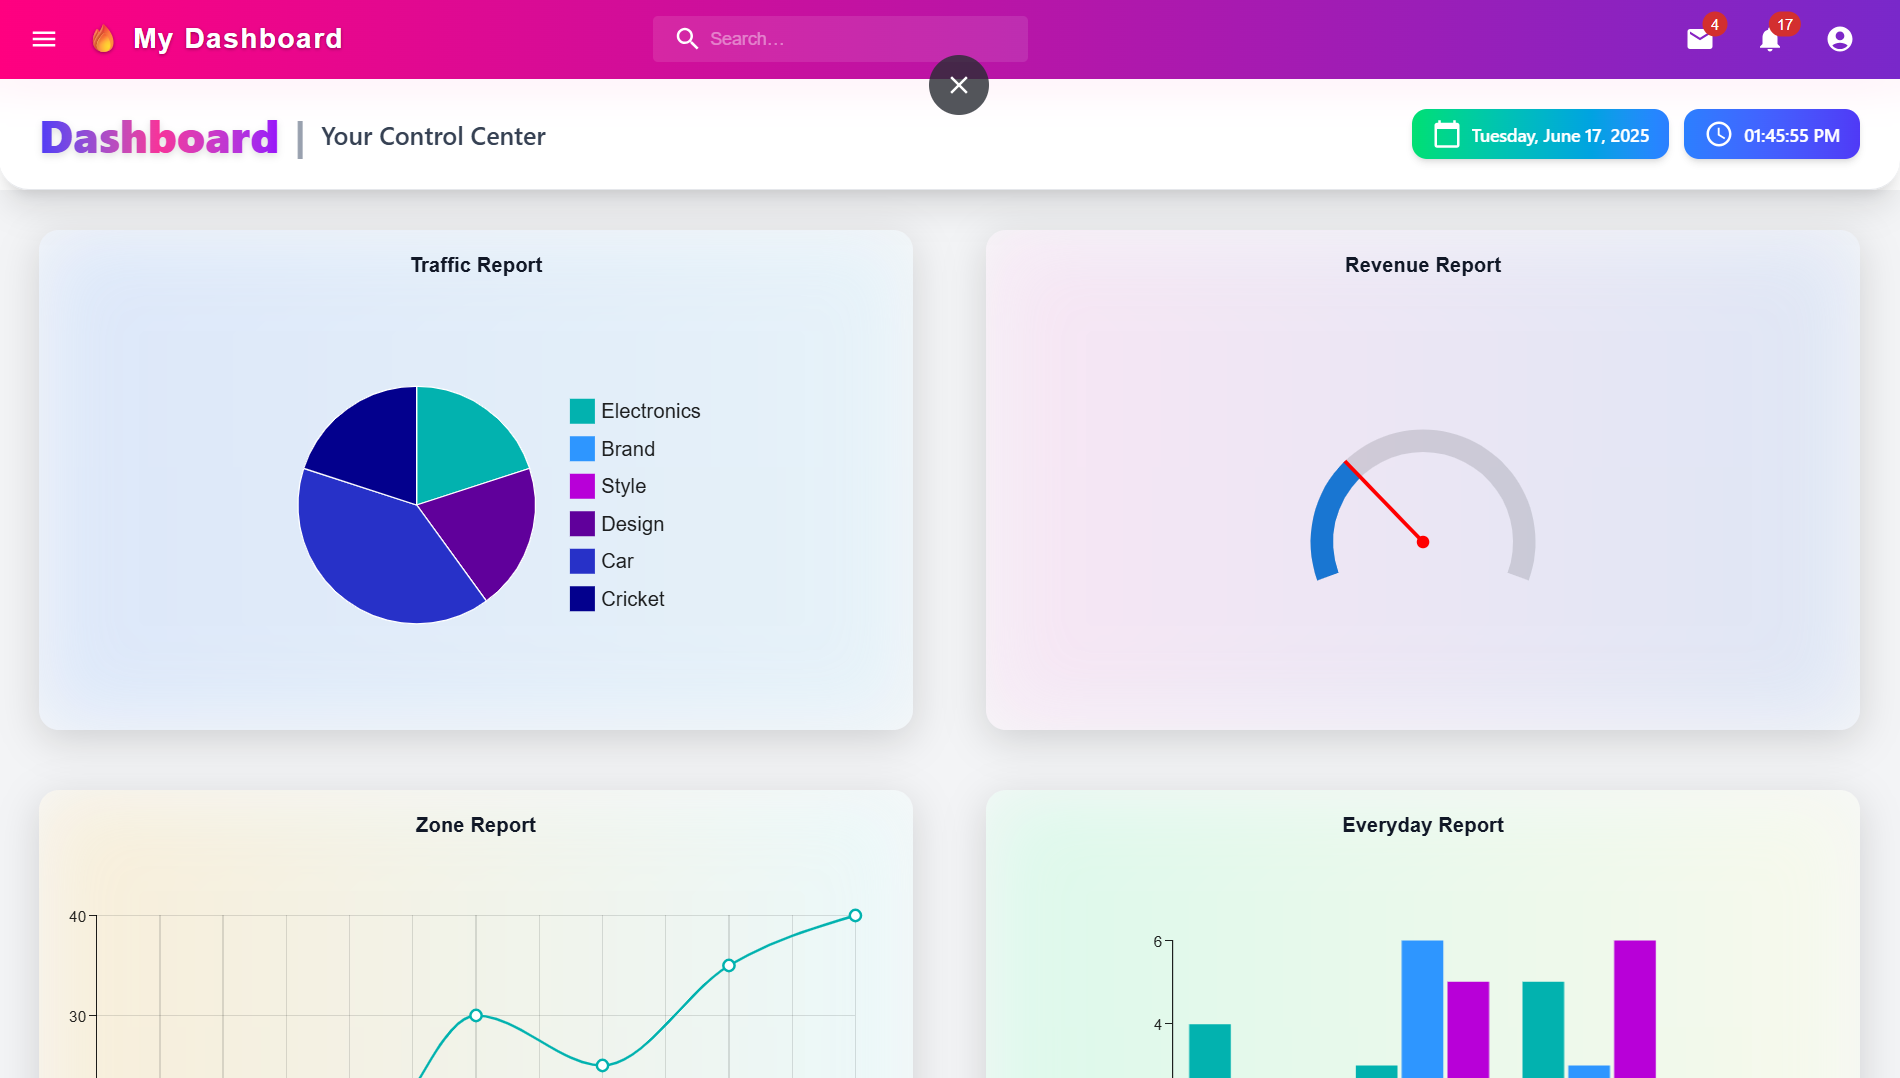 My Dashboard
Search...
4
17
Dashboard | Your Control Center
Tuesday, June 17, 2025
01:45:55 PM
Traffic Report
Electronics
Brand
Style
Design
Car
Cricket
Revenue Report
Zone Report
40
30
Everyday Report
6
4